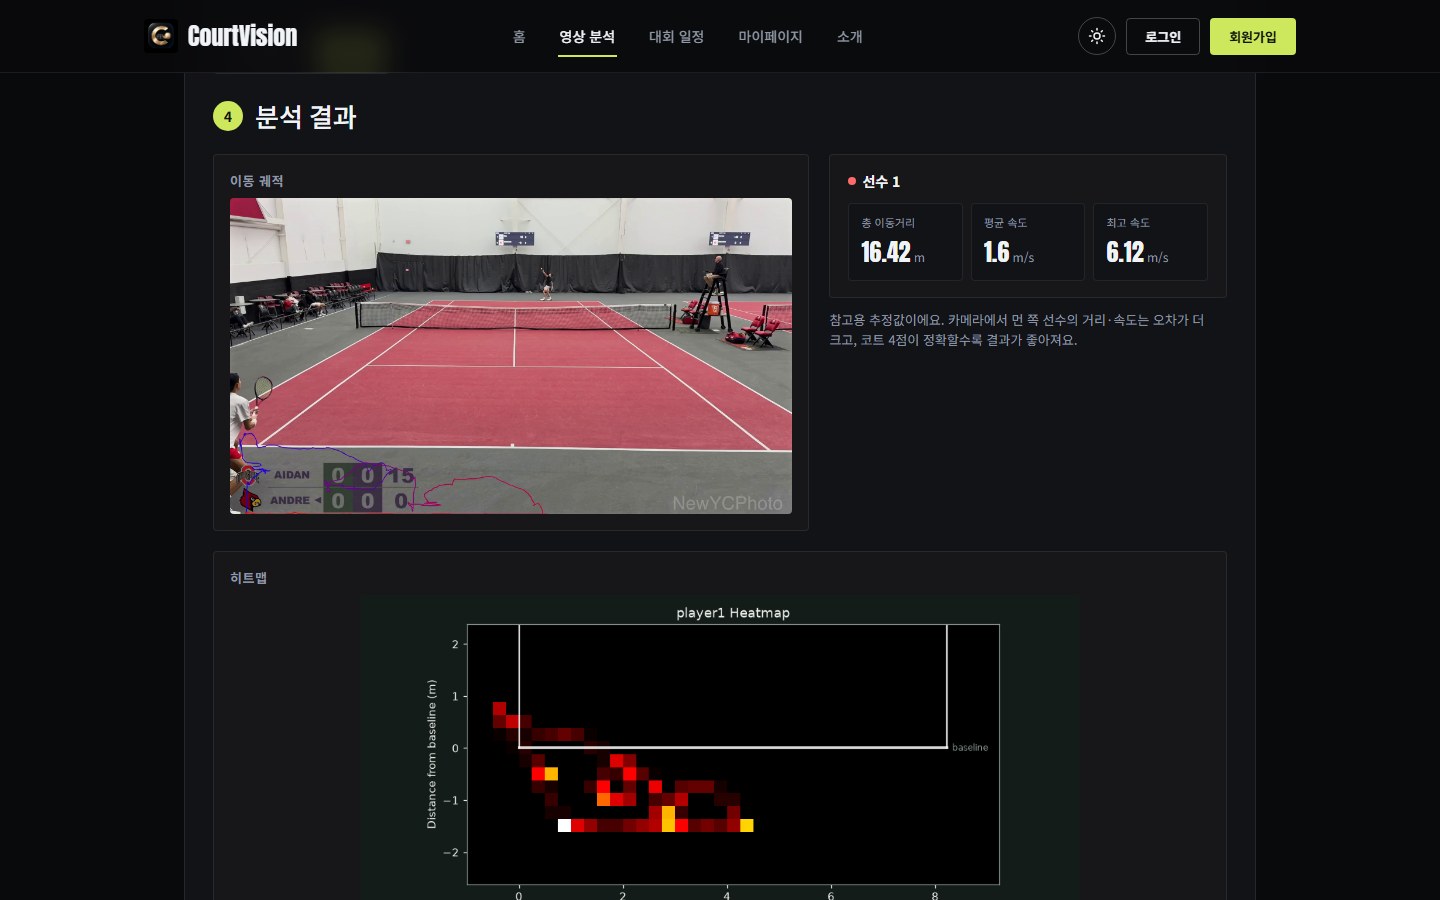 CourtVision
홈
영상 분석
대회 일정
마이페이지
소개
로그인
회원가입
4
분석 결과
이동 궤적
AIDAN 0 0 15
ANDRE ◂ 0 0 0
NewYCPhoto
선수 1
총 이동거리
16.42 m
평균 속도
1.6 m/s
최고 속도
6.12 m/s
참고용 추정값이에요. 카메라에서 먼 쪽 선수의 거리·속도는 오차가 더
크고, 코트 4점이 정확할수록 결과가 좋아져요.
히트맵
player1 Heatmap
Distance from baseline (m)
2
1
0
−1
−2
baseline
0 2 4 6 8